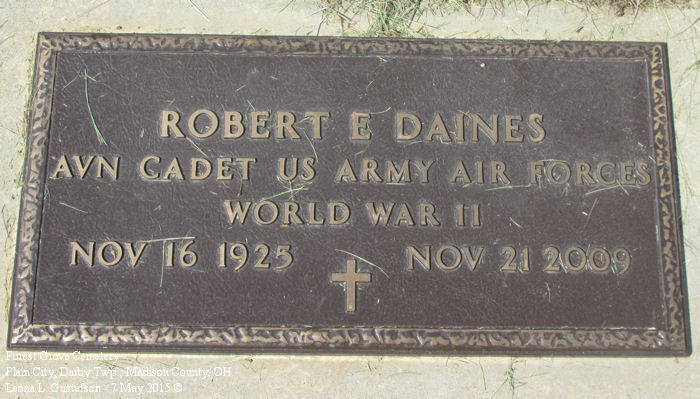 ROBERT E DAINES
AVN CADET US ARMY AIR FORCES
WORLD WAR II
NOV 16 1925 NOV 21 2009
Forest Grove Cemetery
Plain City, Darby Twp., Madison County, OH
Leona L. Gustafson - 7 May 2015 ©